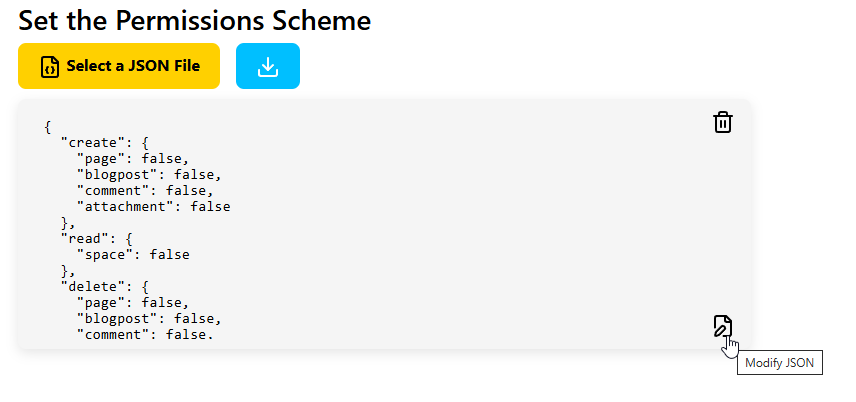 Set the Permissions Scheme
Select a JSON File
{
  "create": {
    "page": false,
    "blogpost": false,
    "comment": false,
    "attachment": false
  },
  "read": {
    "space": false
  },
  "delete": {
    "page": false,
    "blogpost": false,
    "comment": false.
Modify JSON